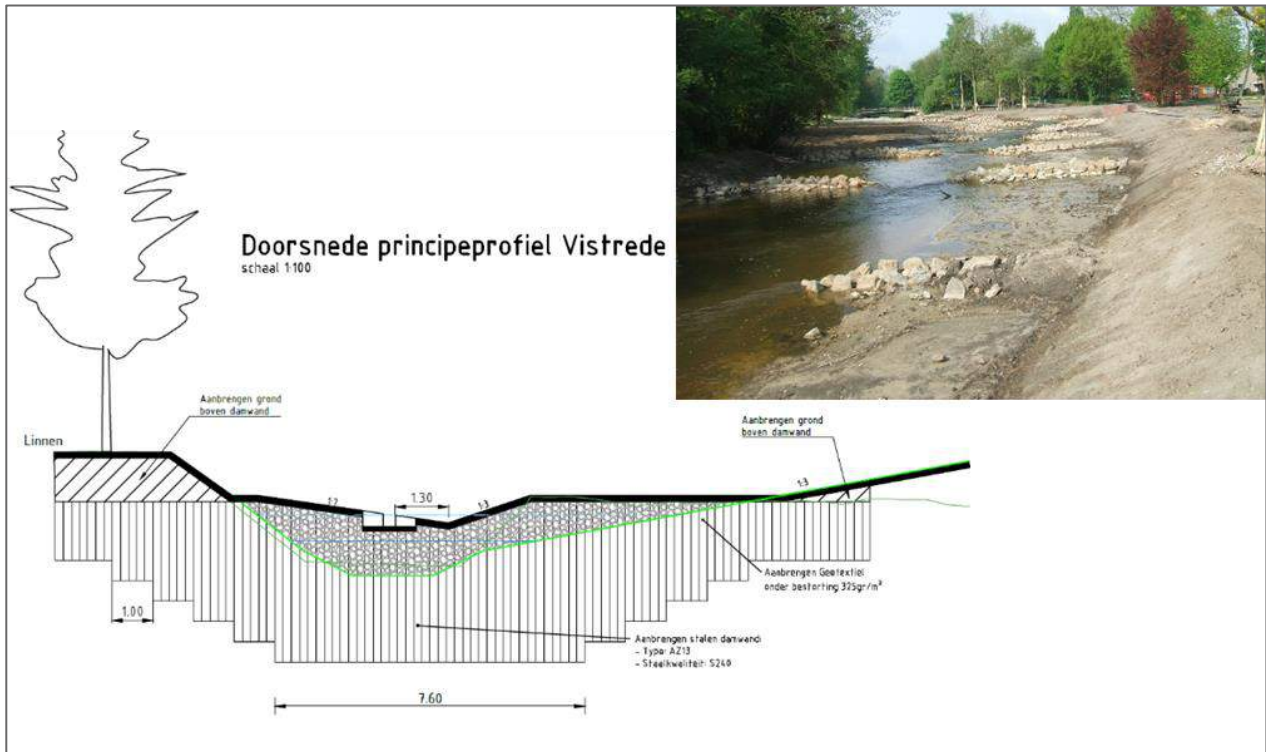 Doorsnede principeprofiel Vistrede
schaal 1:100
Aanbrengen grond
boven damwand
Linnen
Aanbrengen grond
boven damwand
1:2
1.30
1:3
1:3
Aanbrengen Geotextiel
onder bestorting 325gr/m²
1.00
Aanbrengen stalen damwand:
- Type: AZ13
- Staalkwaliteit: S240
7.60